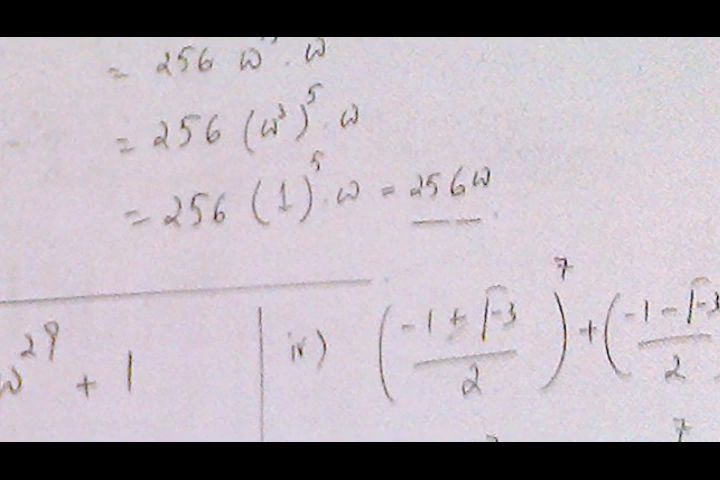 = 256 ω¹⁵ . ω
= 256 (ω³)⁵ . ω
= 256 (1)⁵ . ω = 256ω
ω²⁹ + 1
iv) ((-1 + √-3)/2)⁷ + ((-1 - √-3)/2)
7